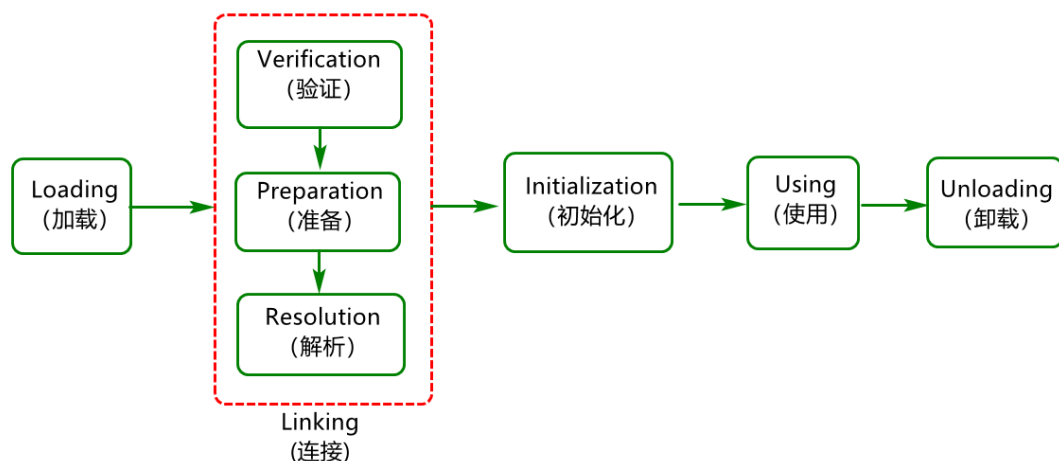 Loading
(加载)
Verification
(验证)
Preparation
(准备)
Resolution
(解析)
Linking
(连接)
Initialization
(初始化)
Using
(使用)
Unloading
(卸载)